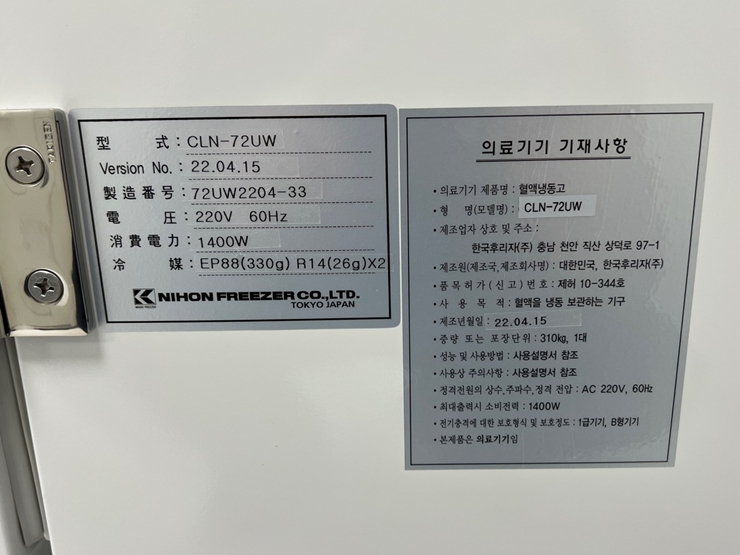 TAKIGEN
型 式: CLN-72UW
Version No.: 22.04.15
製造番号: 72UW2204-33
電 圧: 220V 60Hz
消費電力: 1400W
冷 媒: EP88(330g) R14(26g)X2
NIHON FREEZER CO.,LTD.
TOKYO JAPAN
의료기기 기재사항
• 의료기기 제품명 : 혈액냉동고
• 형 명(모델명) : CLN-72UW
• 제조업자 상호 및 주소 :
한국후리자(주) 충남 천안 직산 상덕로 97-1
• 제조원(제조국,제조회사명) : 대한민국, 한국후리자(주)
• 품목허가(신고)번호 : 제허 10-344호
• 사 용 목 적 : 혈액을 냉동 보관하는 기구
• 제조년월일 : 22.04.15
• 중량 또는 포장단위 : 310kg, 1대
• 성능 및 사용방법 : 사용설명서 참조
• 사용상 주의사항 : 사용설명서 참조
• 정격전원의 상수,주파수,정격 전압 : AC 220V, 60Hz
• 최대출력시 소비전력 : 1400W
• 전기충격에 대한 보호형식 및 보호정도 : 1급기기, B형기기
• 본제품은 의료기기임